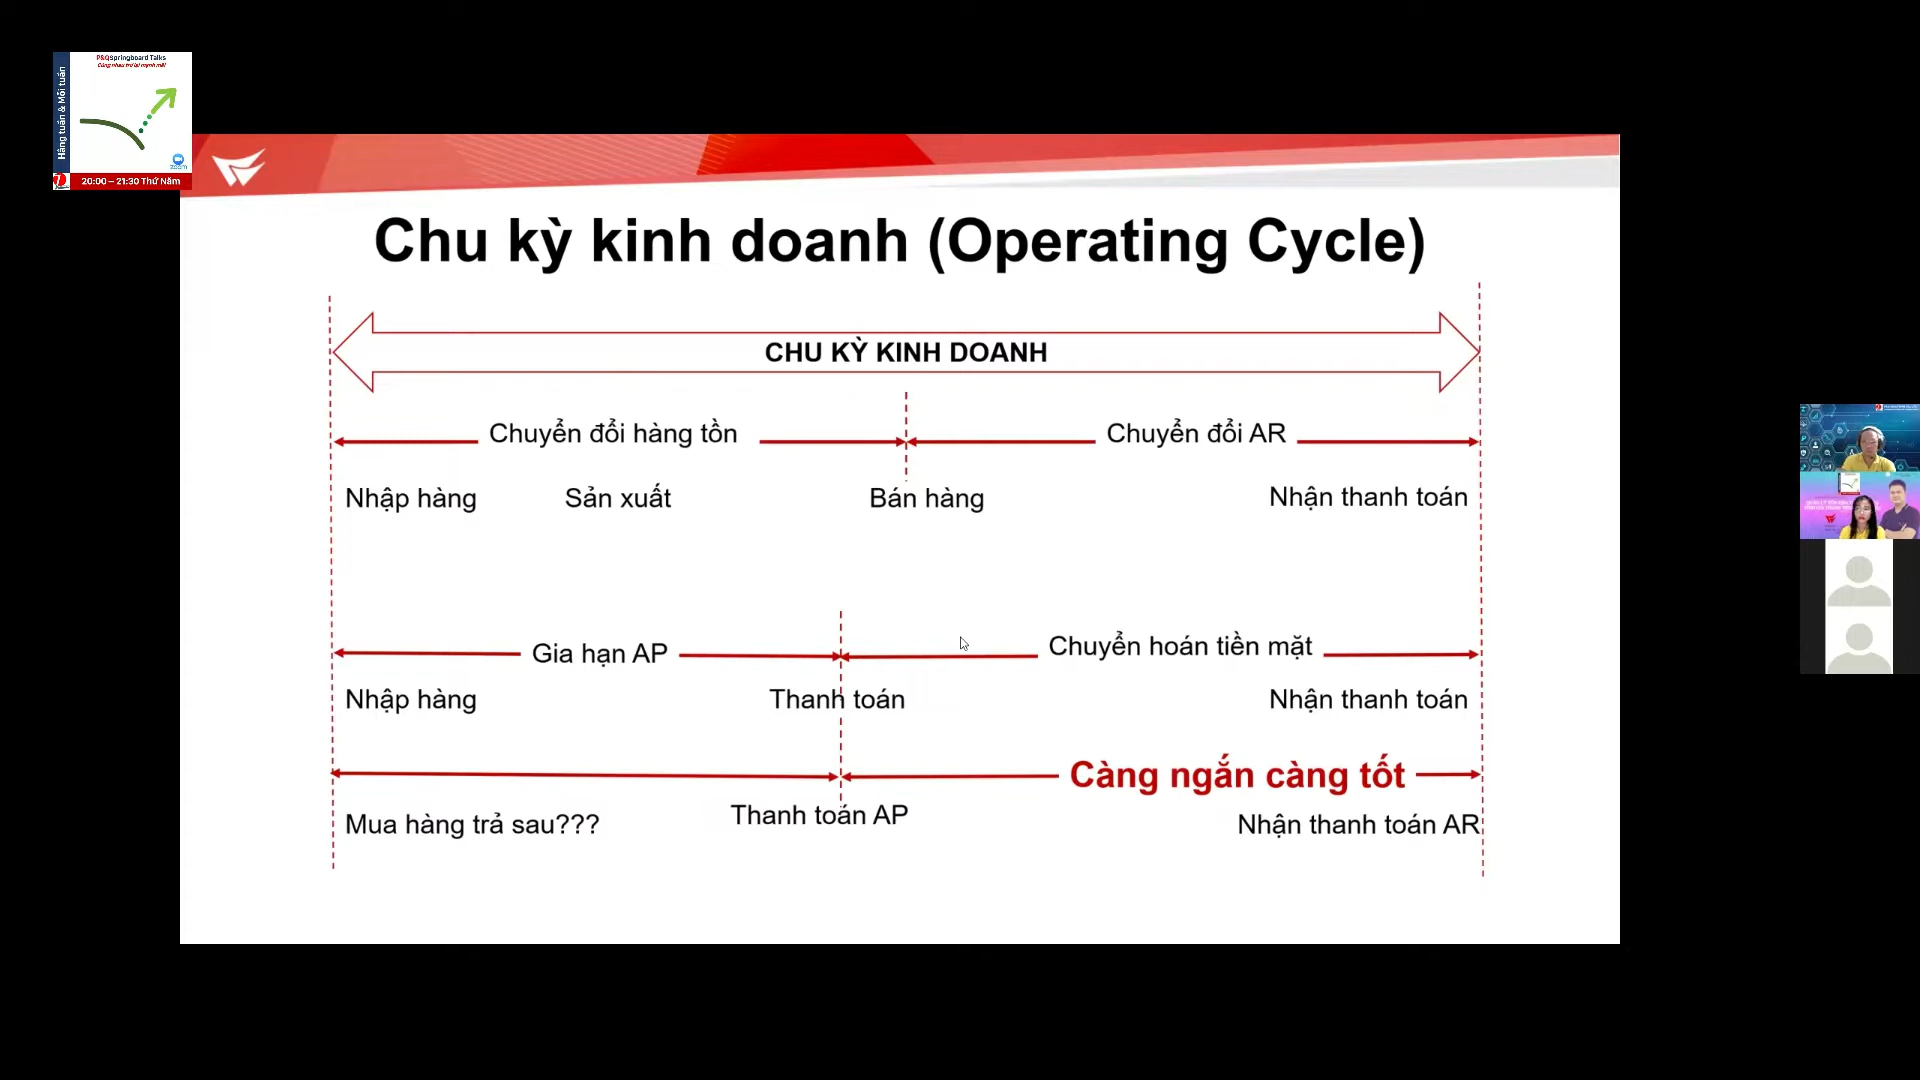 P&QSpringboard Talks
Cùng nhau trở lại mạnh mẽ!
Hằng tuần & Mỗi tuần
zoom
20:00 – 21:30 Thứ Năm
Chu kỳ kinh doanh (Operating Cycle)
CHU KỲ KINH DOANH
Chuyển đổi hàng tồn
Chuyển đổi AR
Nhập hàng
Sản xuất
Bán hàng
Nhận thanh toán
Gia hạn AP
Chuyển hoán tiền mặt
Nhập hàng
Thanh toán
Nhận thanh toán
Càng ngắn càng tốt
Mua hàng trả sau???
Thanh toán AP
Nhận thanh toán AR